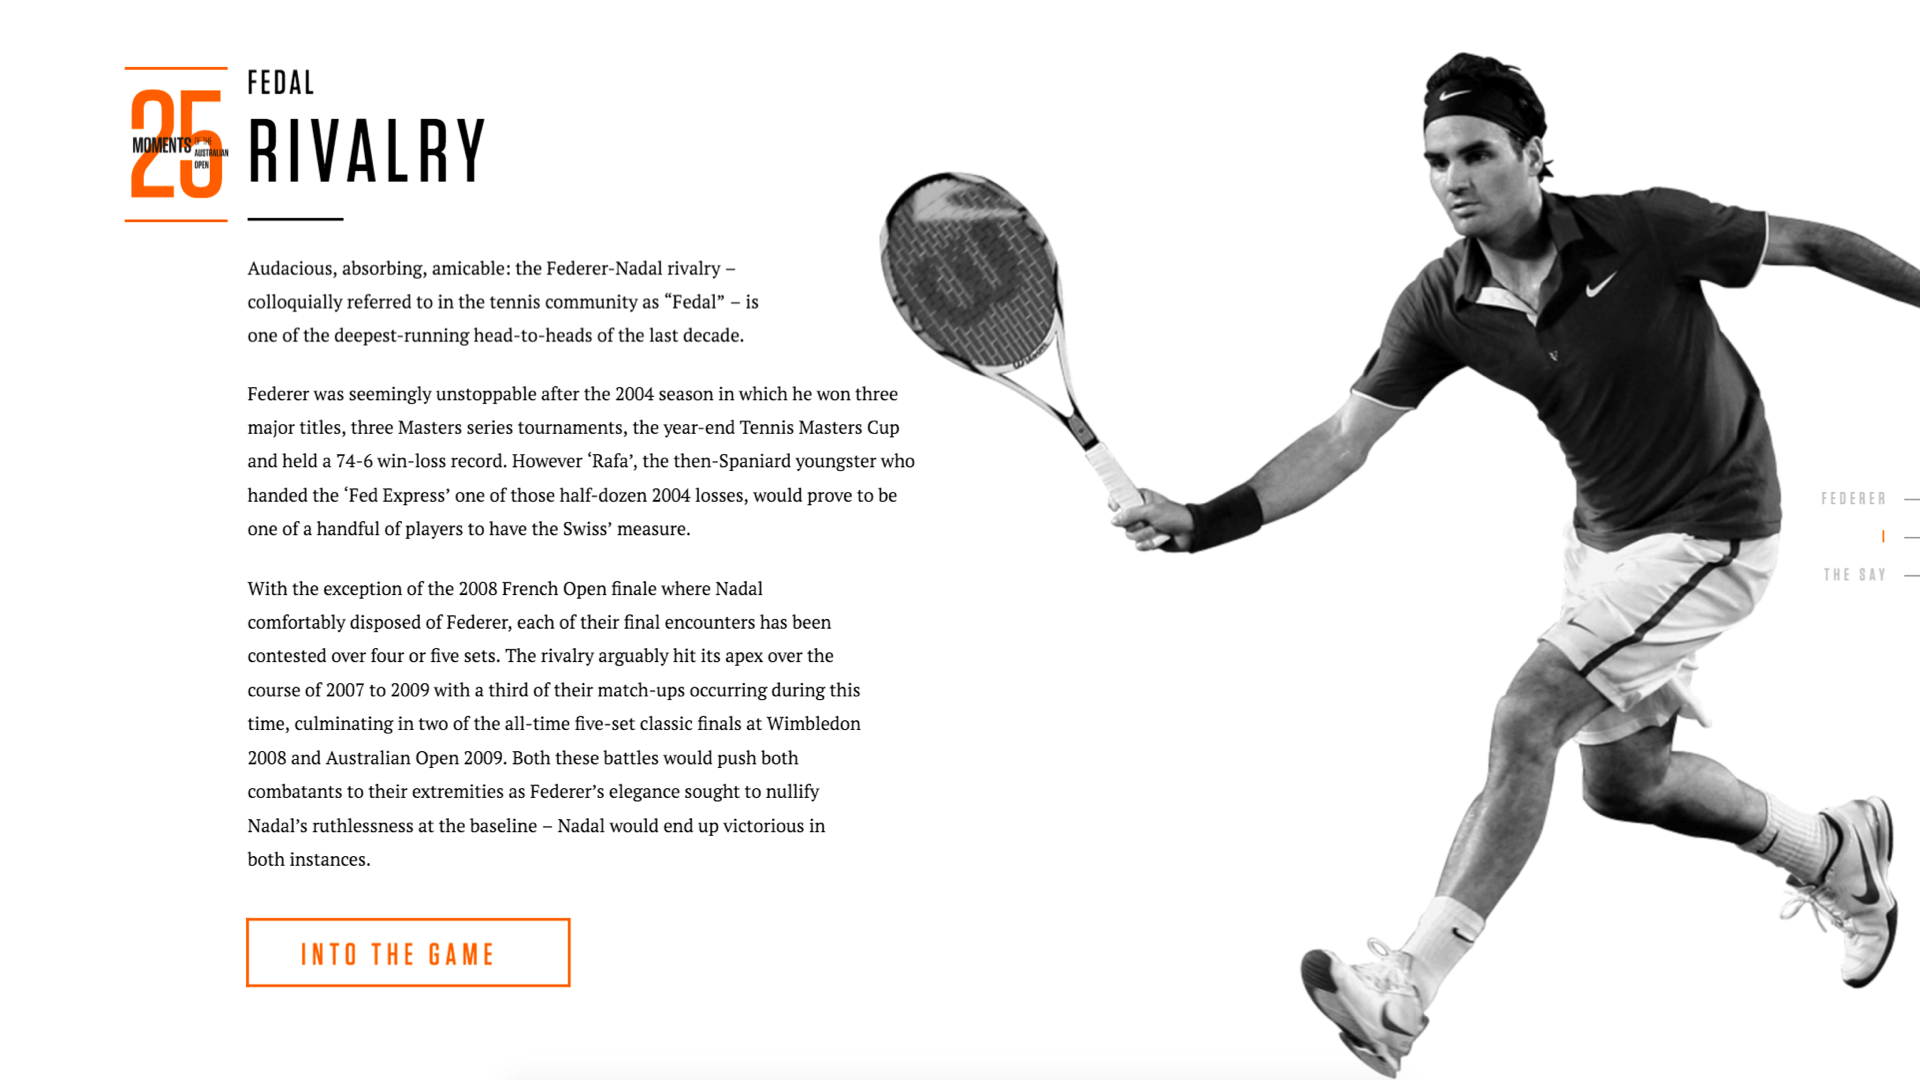 25
MOMENTS OF THE
AUSTRALIAN
OPEN
FEDAL
RIVALRY
Audacious, absorbing, amicable: the Federer-Nadal rivalry –
colloquially referred to in the tennis community as “Fedal” – is
one of the deepest-running head-to-heads of the last decade.
Federer was seemingly unstoppable after the 2004 season in which he won three
major titles, three Masters series tournaments, the year-end Tennis Masters Cup
and held a 74-6 win-loss record. However ‘Rafa’, the then-Spaniard youngster who
handed the ‘Fed Express’ one of those half-dozen 2004 losses, would prove to be
one of a handful of players to have the Swiss’ measure.
With the exception of the 2008 French Open finale where Nadal
comfortably disposed of Federer, each of their final encounters has been
contested over four or five sets. The rivalry arguably hit its apex over the
course of 2007 to 2009 with a third of their match-ups occurring during this
time, culminating in two of the all-time five-set classic finals at Wimbledon
2008 and Australian Open 2009. Both these battles would push both
combatants to their extremities as Federer’s elegance sought to nullify
Nadal’s ruthlessness at the baseline – Nadal would end up victorious in
both instances.
INTO THE GAME
Wilson
FEDERER
I
THE SAY